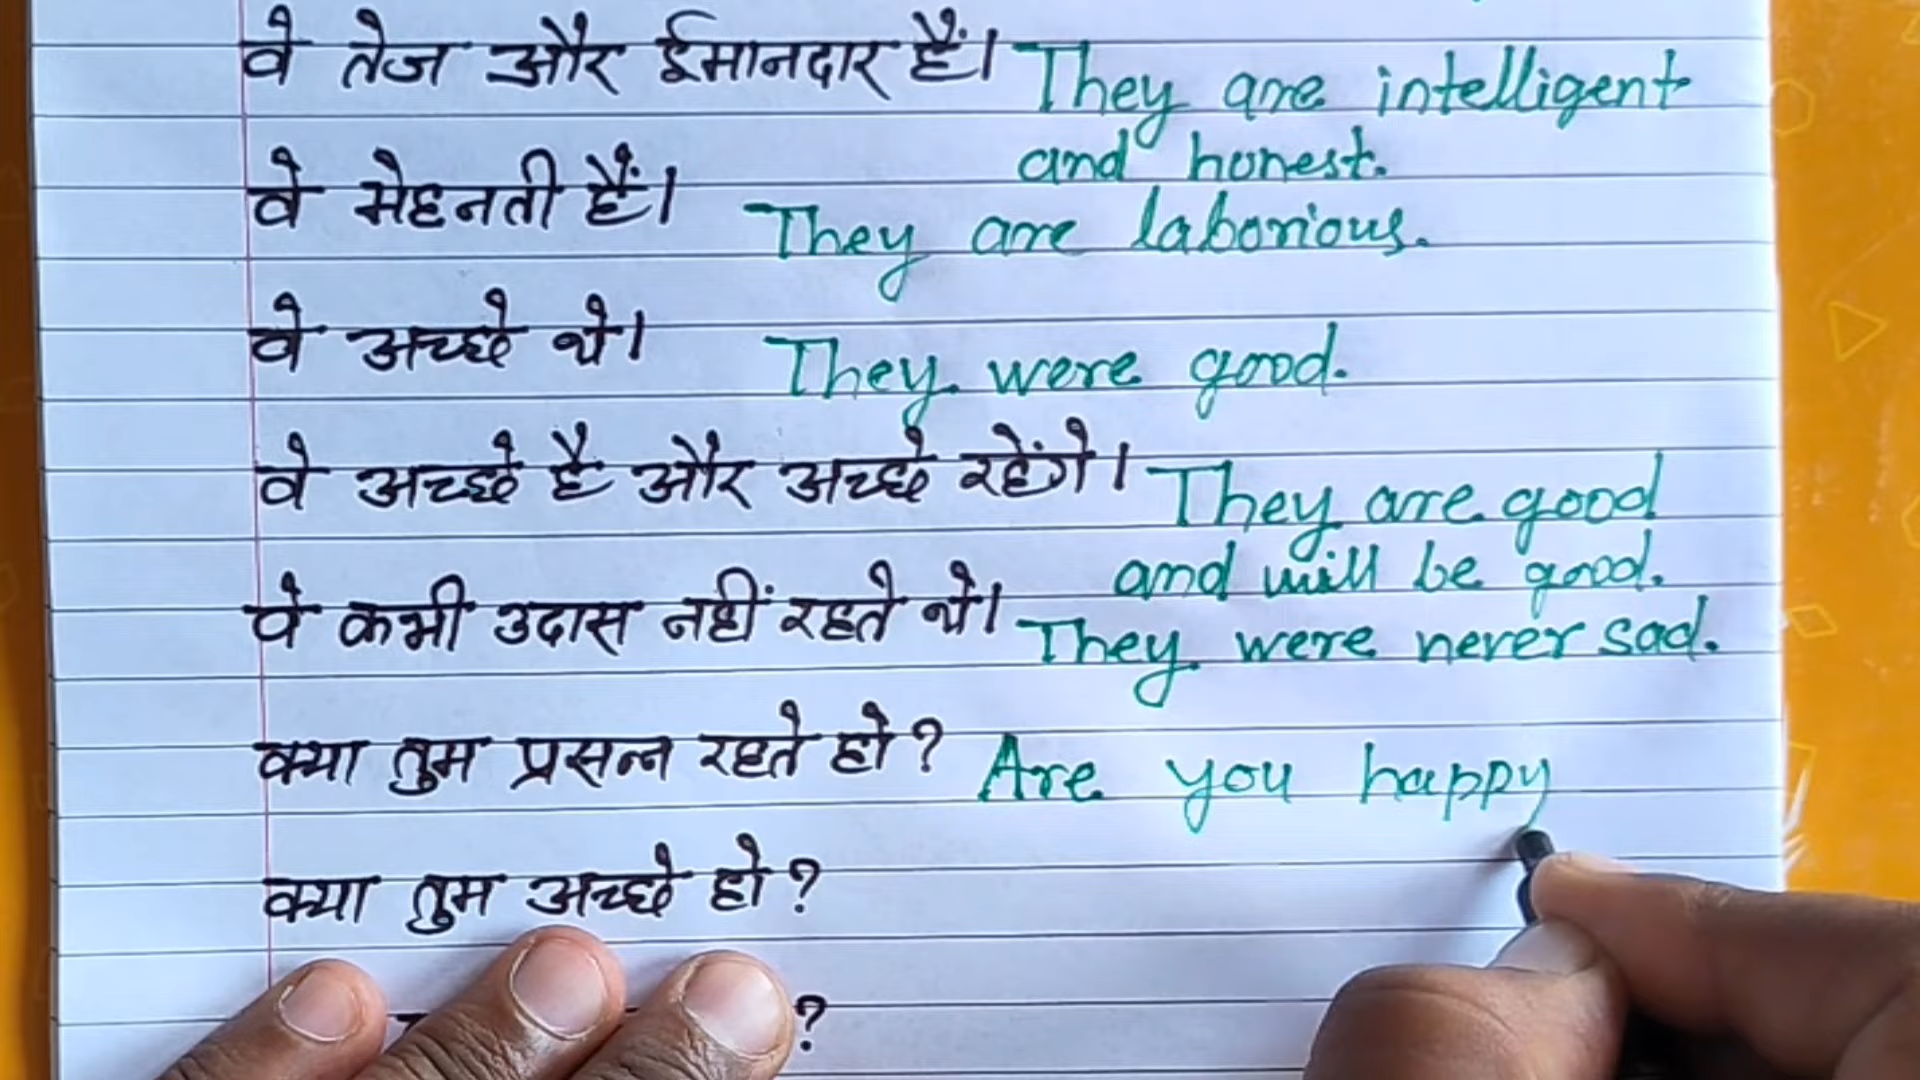 वे तेज और ईमानदार हैं। They are intelligent
and honest.
वे मेहनती हैं। They are laborious.
वे अच्छे थे। They were good.
वे अच्छे है और अच्छे रहेंगे। They are good
and will be good.
वे कभी उदास नहीं रहते थे। They were never sad.
क्या तुम प्रसन्न रहते हो? Are you happy
क्या तुम अच्छे हो?
?